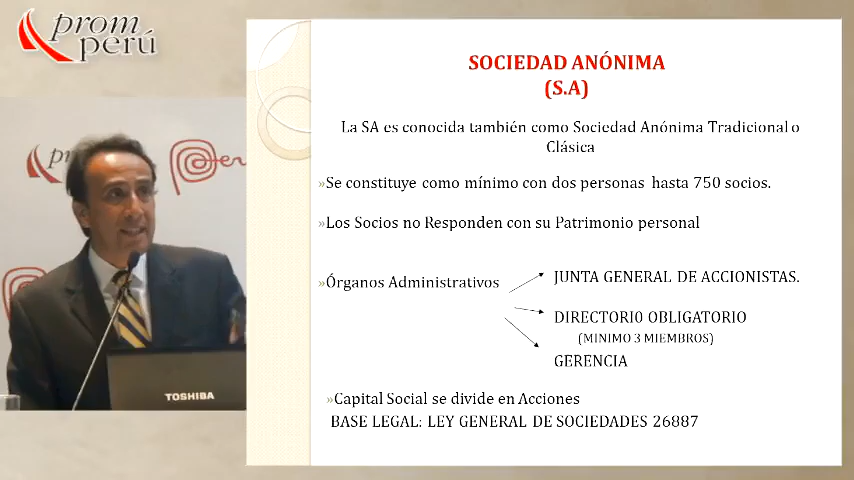 prom
perú
SOCIEDAD ANÓNIMA
(S.A)
La SA es conocida también como Sociedad Anónima Tradicional o
Clásica
»Se constituye como mínimo con dos personas hasta 750 socios.
»Los Socios no Responden con su Patrimonio personal
»Órganos Administrativos
JUNTA GENERAL DE ACCIONISTAS.
DIRECTORIO OBLIGATORIO
(MINIMO 3 MIEMBROS)
GERENCIA
»Capital Social se divide en Acciones
BASE LEGAL: LEY GENERAL DE SOCIEDADES 26887
TOSHIBA